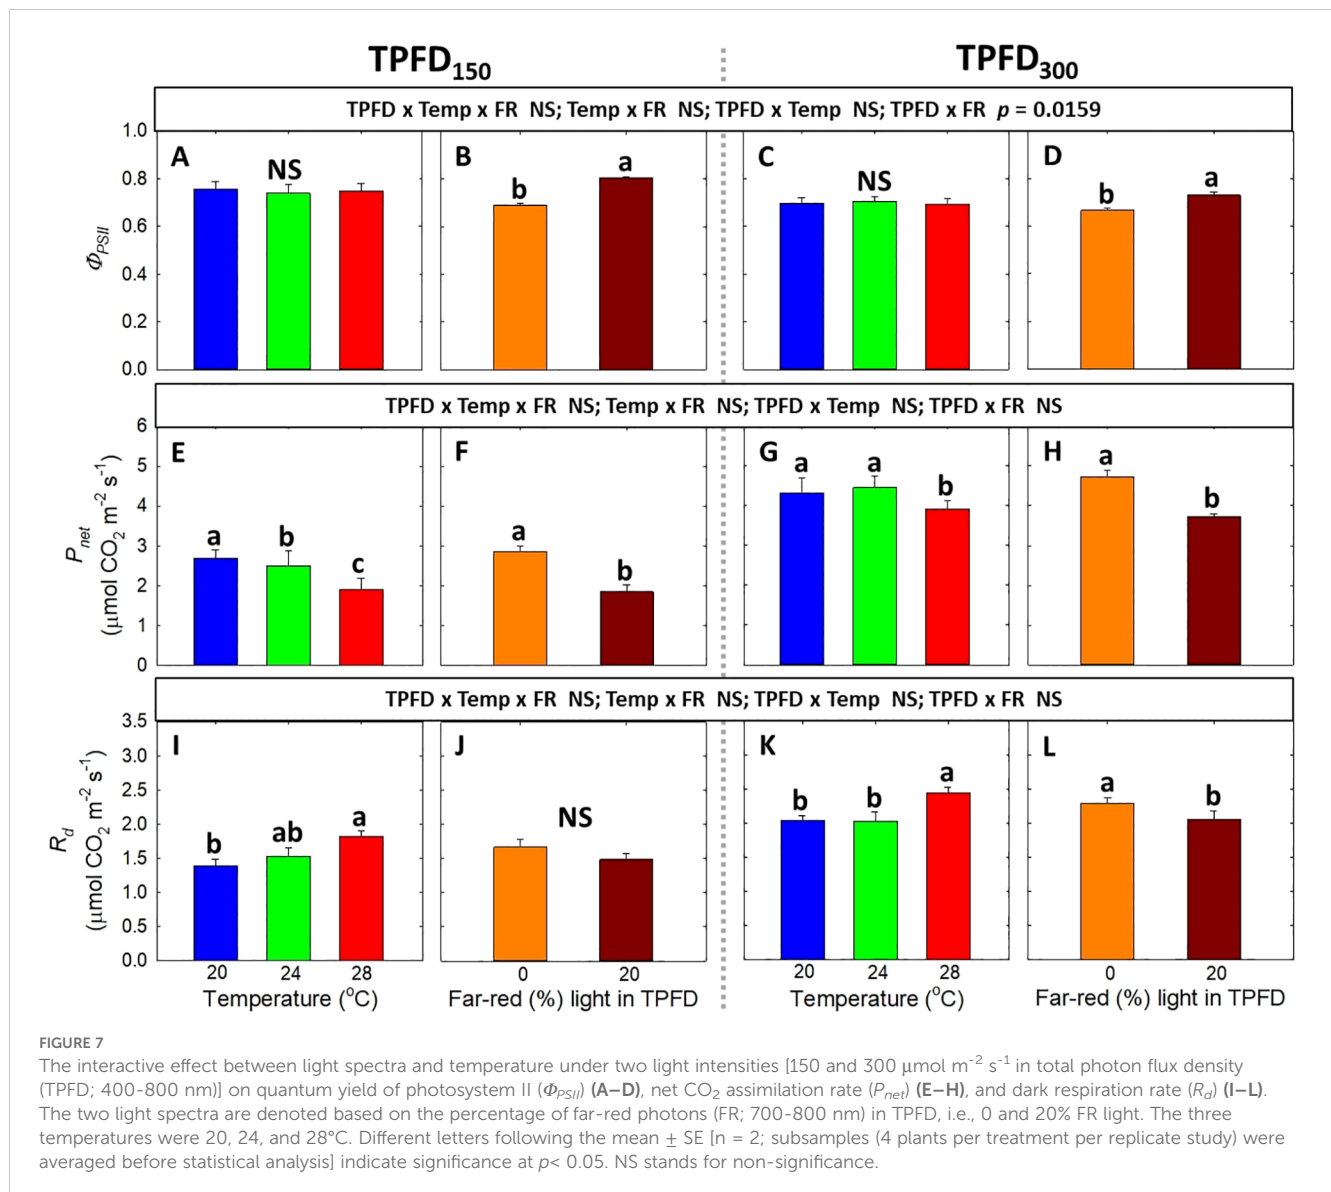 TPFD150
TPFD300
TPFD x Temp x FR NS; Temp x FR NS; TPFD x Temp NS; TPFD x FR p = 0.0159
ΦPSII
1.0
0.8
0.6
0.4
0.2
0.0
A
NS
B
b
a
C
NS
D
b
a
TPFD x Temp x FR NS; Temp x FR NS; TPFD x Temp NS; TPFD x FR NS
Pnet
(μmol CO2 m-2 s-1)
6
5
4
3
2
1
0
E
a
b
c
F
a
b
G
a
a
b
H
a
b
TPFD x Temp x FR NS; Temp x FR NS; TPFD x Temp NS; TPFD x FR NS
Rd
(μmol CO2 m-2 s-1)
3.5
3.0
2.5
2.0
1.5
1.0
0.5
0.0
I
b
ab
a
J
NS
K
b
b
a
L
a
b
20 24 28
0 20
20 24 28
0 20
Temperature (oC)
Far-red (%) light in TPFD
Temperature (oC)
Far-red (%) light in TPFD
FIGURE 7
The interactive effect between light spectra and temperature under two light intensities [150 and 300 μmol m-2 s-1 in total photon flux density
(TPFD; 400-800 nm)] on quantum yield of photosystem II (ΦPSII) (A–D), net CO2 assimilation rate (Pnet) (E–H), and dark respiration rate (Rd) (I–L).
The two light spectra are denoted based on the percentage of far-red photons (FR; 700-800 nm) in TPFD, i.e., 0 and 20% FR light. The three
temperatures were 20, 24, and 28°C. Different letters following the mean ± SE [n = 2; subsamples (4 plants per treatment per replicate study) were
averaged before statistical analysis] indicate significance at p< 0.05. NS stands for non-significance.